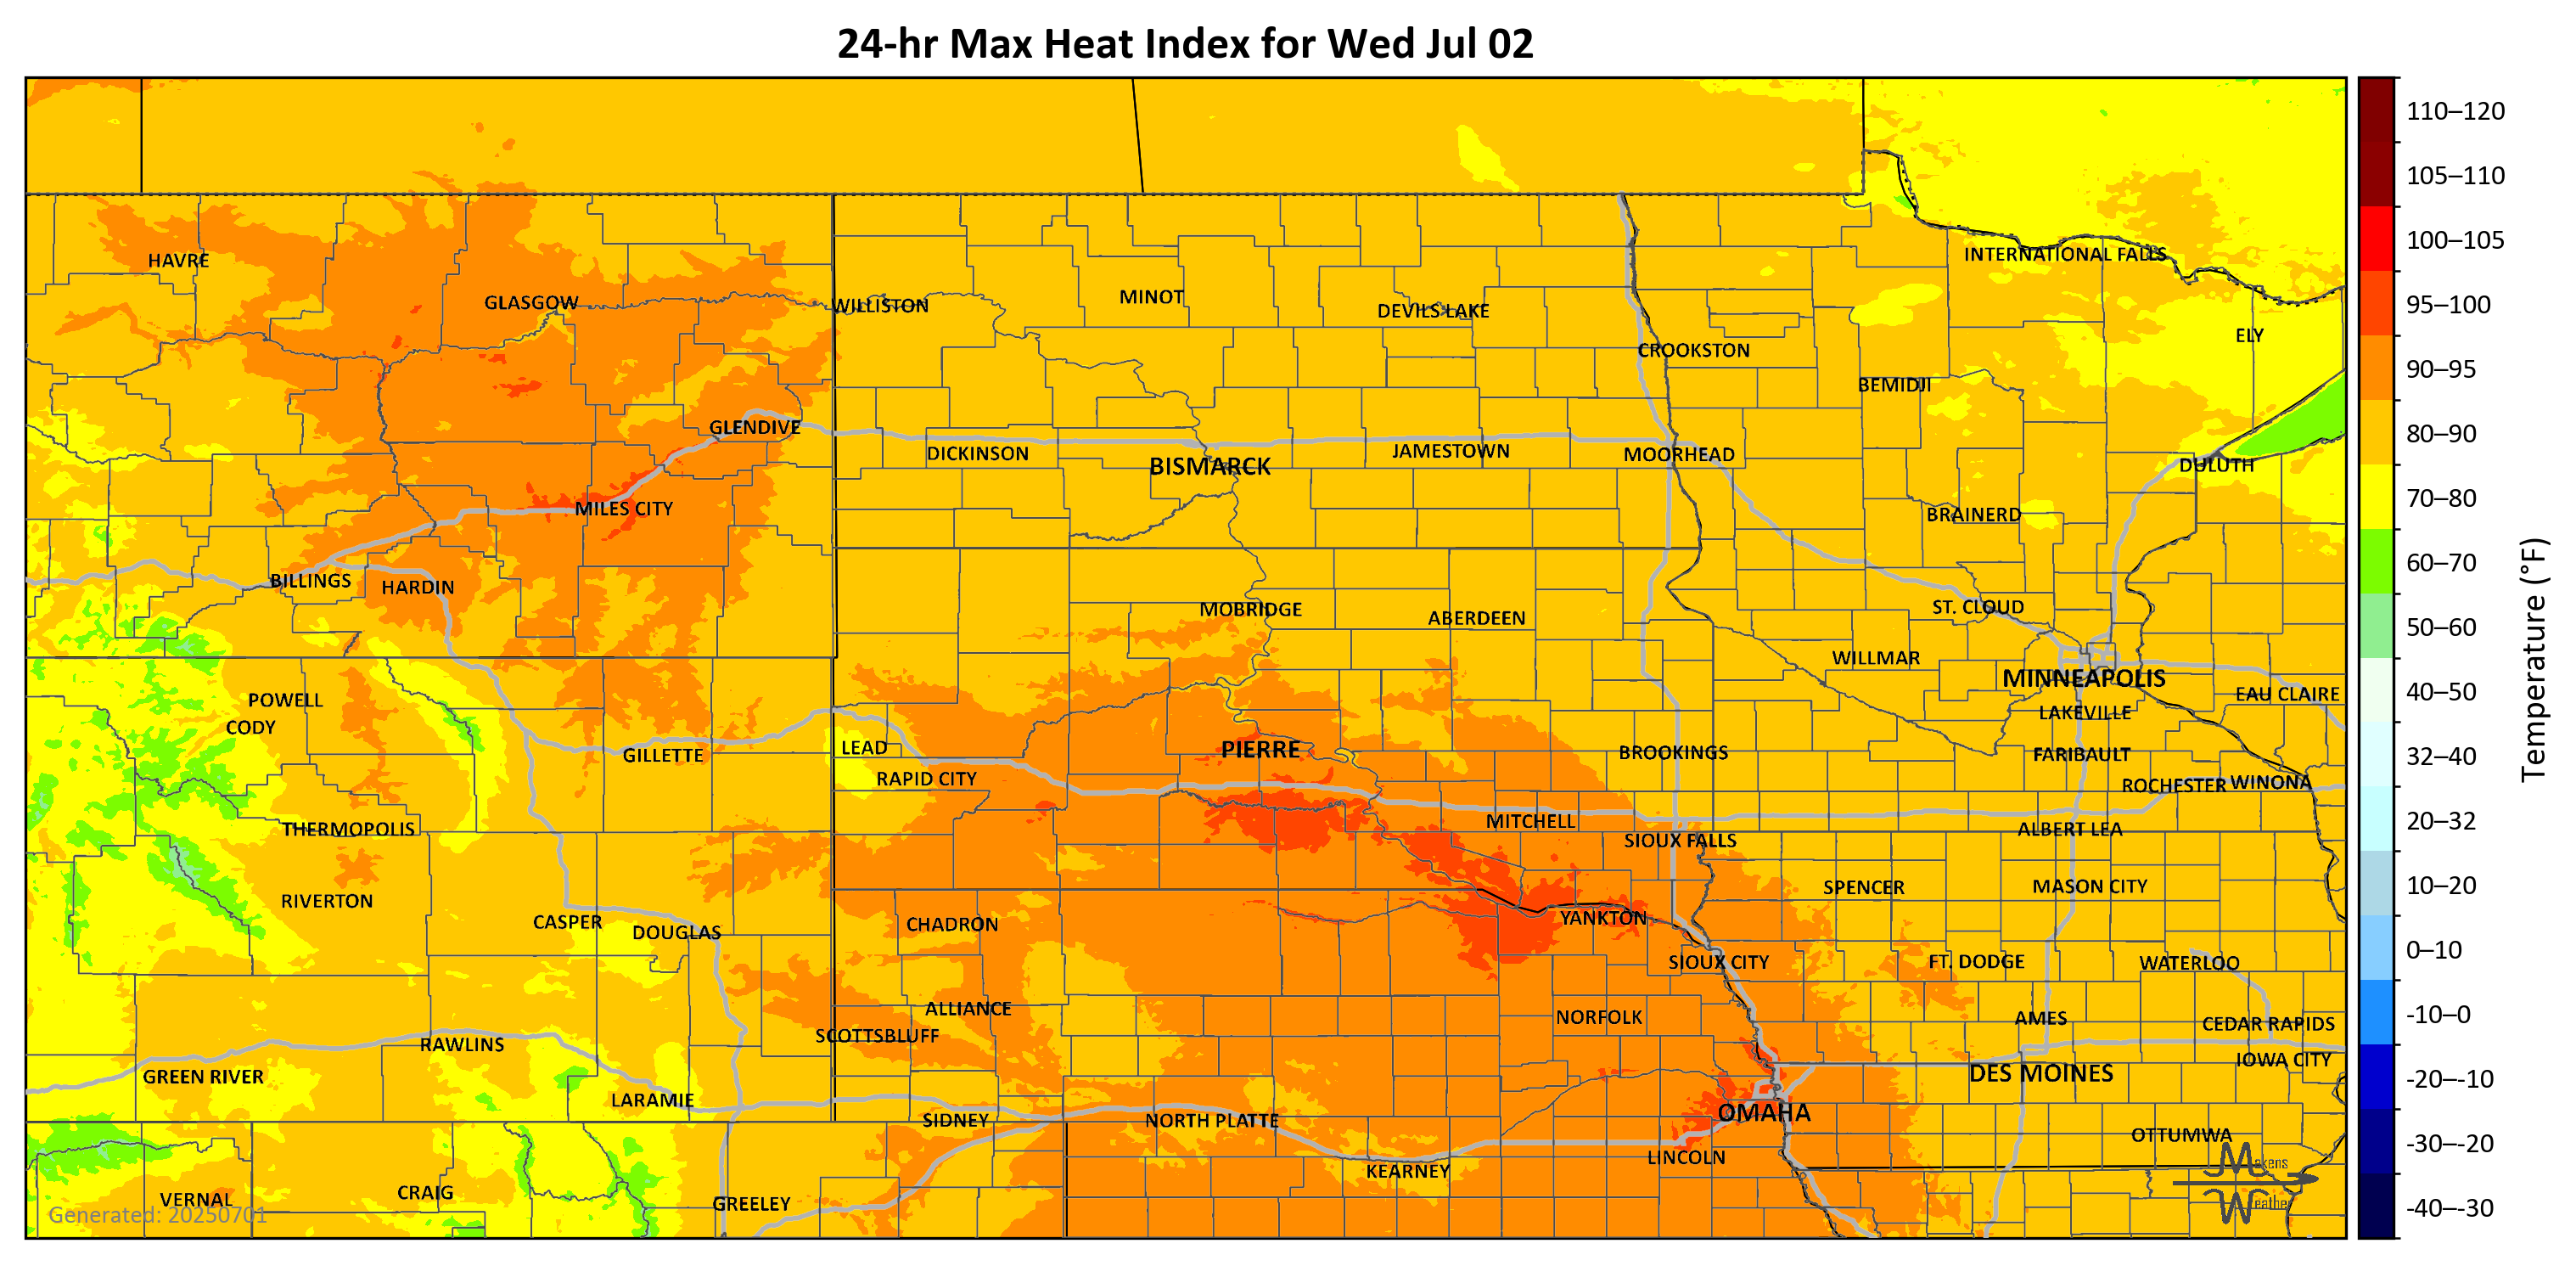 24-hr Max Heat Index for Wed Jul 02
110–120
105–110
HAVRE
INTERNATIONAL FALLS
100–105
GLASGOW
WILLISTON
MINOT
DEVILS LAKE
95–100
ELY
CROOKSTON
90–95
BEMIDJI
GLENDIVE
80–90
DICKINSON
BISMARCK
JAMESTOWN
MOORHEAD
DULUTH
70–80
MILES CITY
BRAINERD
60–70
BILLINGS
HARDIN
MOBRIDGE
ABERDEEN
ST. CLOUD
50–60
WILLMAR
MINNEAPOLIS
Temperature (°F)
POWELL
EAU CLAIRE
40–50
CODY
LAKEVILLE
GILLETTE
LEAD
PIERRE
BROOKINGS
FARIBAULT
32–40
RAPID CITY
ROCHESTER
WINONA
THERMOPOLIS
MITCHELL
SIOUX FALLS
ALBERT LEA
20–32
SPENCER
MASON CITY
10–20
RIVERTON
CASPER
DOUGLAS
CHADRON
YANKTON
0–10
SIOUX CITY
FT. DODGE
WATERLOO
ALLIANCE
NORFOLK
AMES
CEDAR RAPIDS
-10–0
SCOTTSBLUFF
RAWLINS
IOWA CITY
GREEN RIVER
DES MOINES
-20–-10
LARAMIE
SIDNEY
NORTH PLATTE
OMAHA
OTTUMWA
-30–-20
KEARNEY
LINCOLN
Makens
VERNAL
CRAIG
GREELEY
Weather
-40–-30
Generated: 20250701